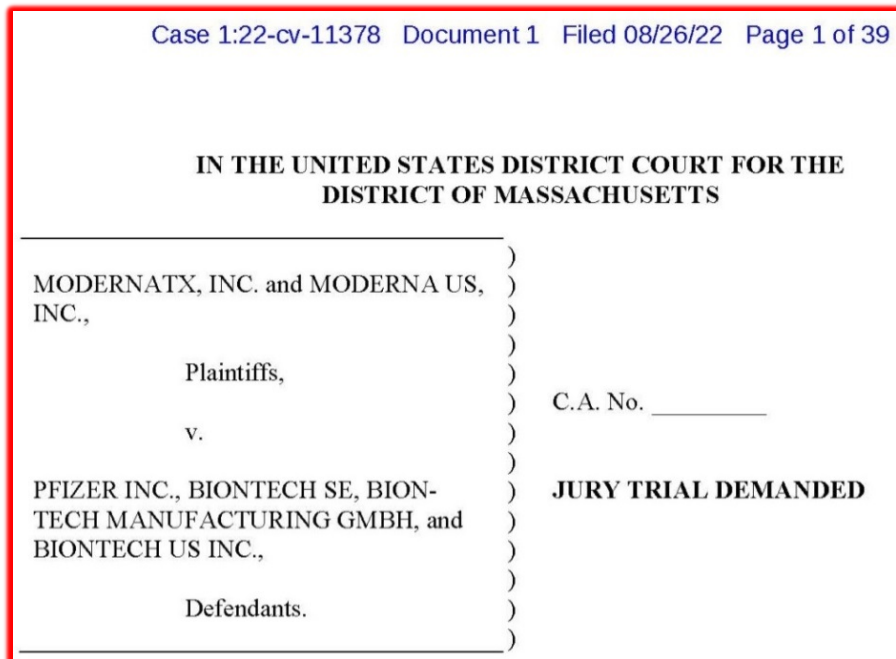 Case 1:22-cv-11378 Document 1 Filed 08/26/22 Page 1 of 39
IN THE UNITED STATES DISTRICT COURT FOR THE
DISTRICT OF MASSACHUSETTS
MODERNATX, INC. and MODERNA US,
INC.,
Plaintiffs,
v.
PFIZER INC., BIONTECH SE, BION-
TECH MANUFACTURING GMBH, and
BIONTECH US INC.,
Defendants.
)
)
)
)
)
)
)
)
)
)
)
)
)
)
C.A. No. __________
JURY TRIAL DEMANDED